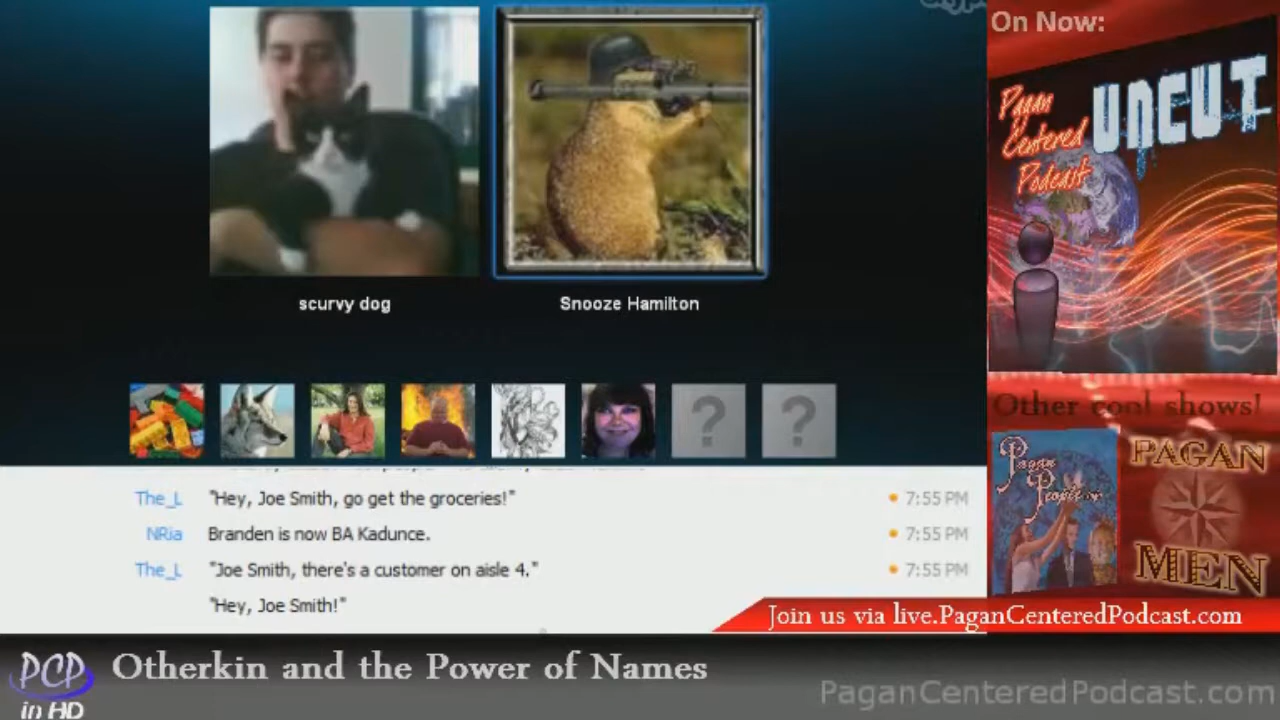 On Now:
Pagan
Centered
Podcast
UNCUT
scurvy dog
Snooze Hamilton
Other cool shows!
Pagan
People
PAGAN
MEN
The_L "Hey, Joe Smith, go get the groceries!" 7:55 PM
NRia Branden is now BA Kadunce. 7:55 PM
The_L "Joe Smith, there's a customer on aisle 4." 7:55 PM
"Hey, Joe Smith!"
Join us via live.PaganCenteredPodcast.com
PCP
in HD
Otherkin and the Power of Names
PaganCenteredPodcast.com